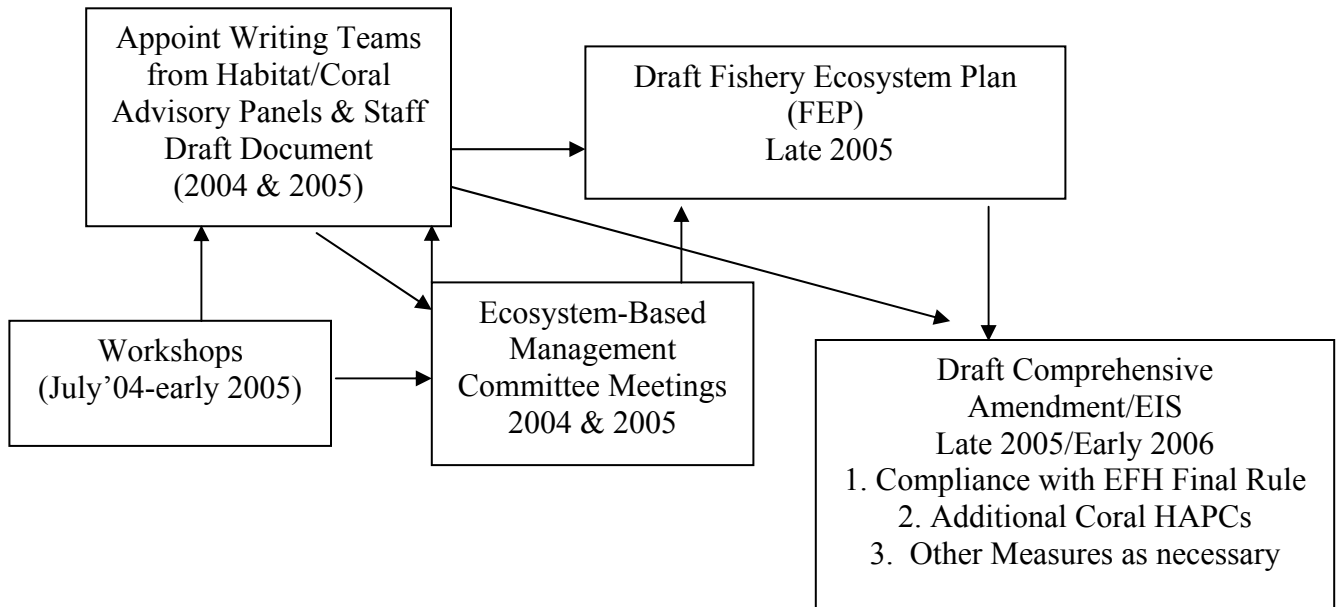 Appoint Writing Teams
from Habitat/Coral
Advisory Panels & Staff
Draft Document
(2004 & 2005)
Draft Fishery Ecosystem Plan
(FEP)
Late 2005
Workshops
(July’04-early 2005)
Ecosystem-Based
Management
Committee Meetings
2004 & 2005
Draft Comprehensive
Amendment/EIS
Late 2005/Early 2006
1. Compliance with EFH Final Rule
2. Additional Coral HAPCs
3. Other Measures as necessary